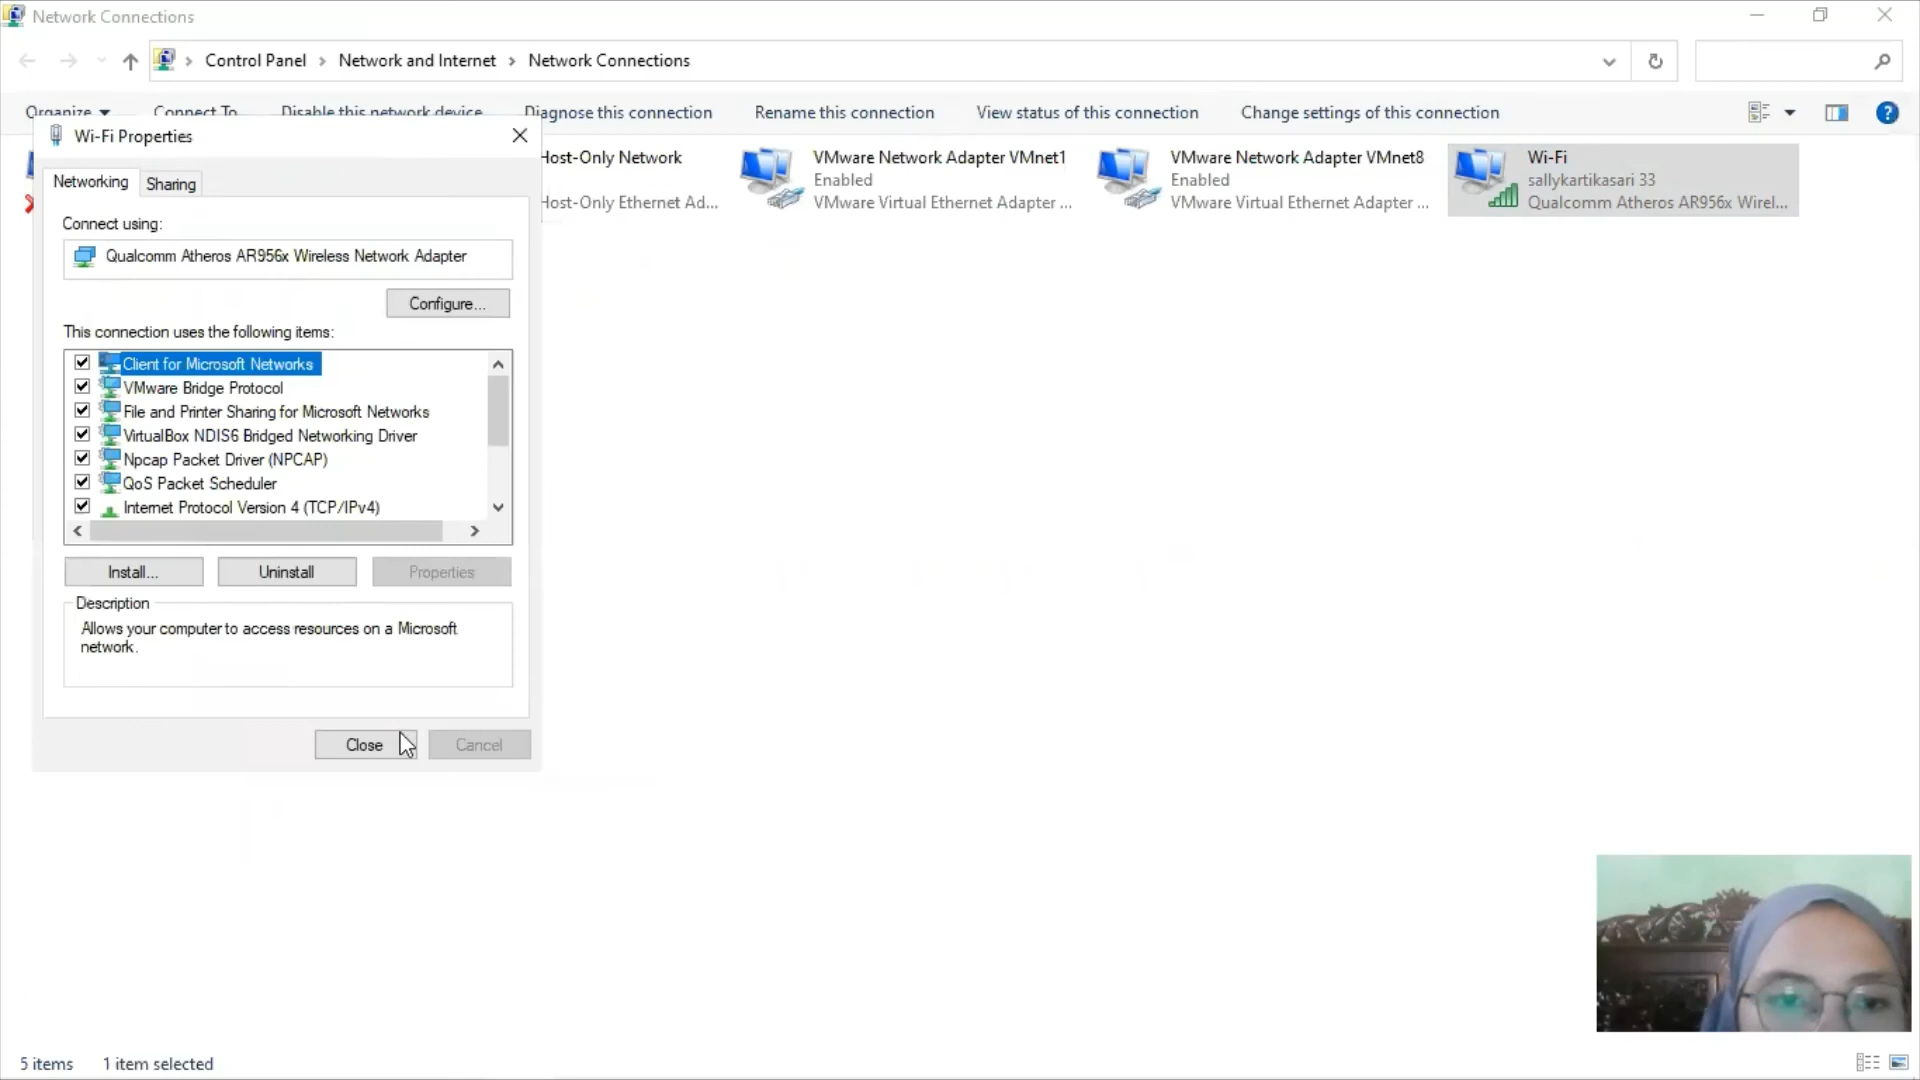 Network Connections
Control Panel > Network and Internet > Network Connections
Organize Connect To Disable this network device Diagnose this connection Rename this connection View status of this connection Change settings of this connection
Wi-Fi Properties
Networking
Sharing
Connect using:
Qualcomm Atheros AR956x Wireless Network Adapter
Configure...
This connection uses the following items:
Client for Microsoft Networks
VMware Bridge Protocol
File and Printer Sharing for Microsoft Networks
VirtualBox NDIS6 Bridged Networking Driver
Npcap Packet Driver (NPCAP)
QoS Packet Scheduler
Internet Protocol Version 4 (TCP/IPv4)
Install...
Uninstall
Properties
Description
Allows your computer to access resources on a Microsoft
network.
Close
Cancel
Host-Only Network
Host-Only Ethernet Ad...
VMware Network Adapter VMnet1
Enabled
VMware Virtual Ethernet Adapter ...
VMware Network Adapter VMnet8
Enabled
VMware Virtual Ethernet Adapter ...
Wi-Fi
sallykartikasari 33
Qualcomm Atheros AR956x Wirel...
5 items 1 item selected